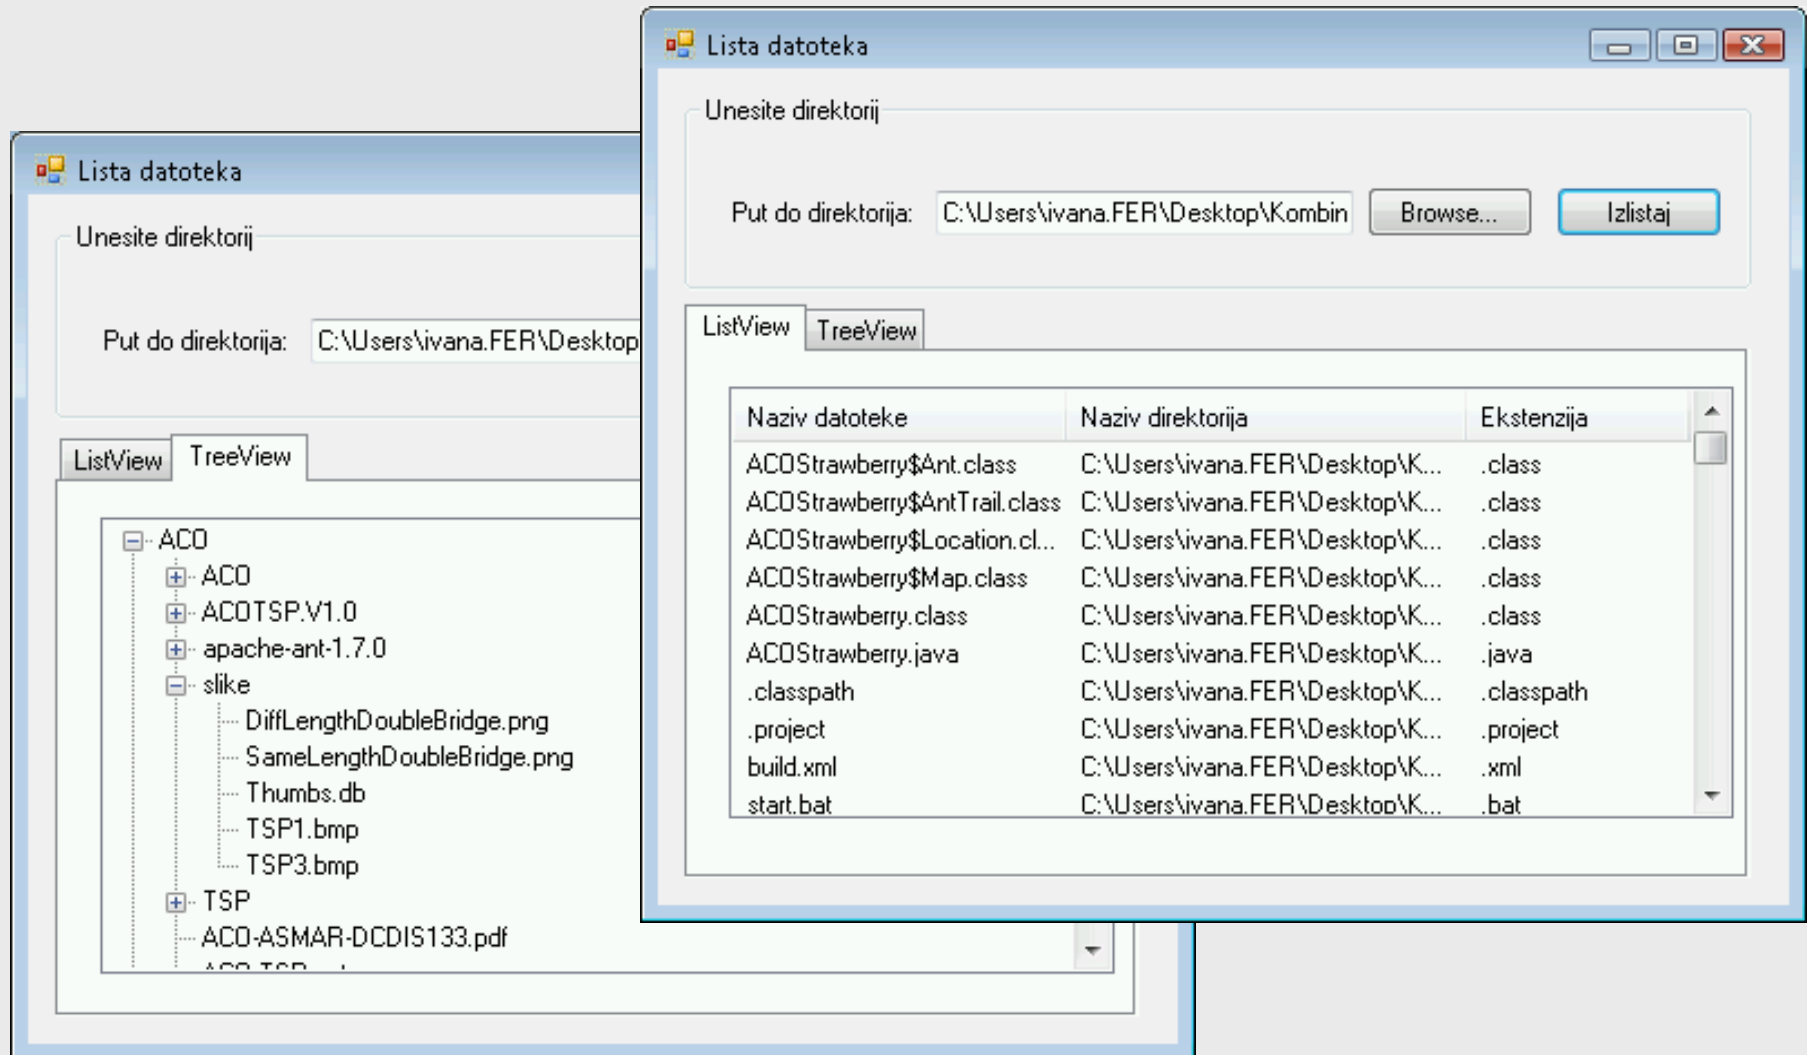 Lista datoteka
Unesite direktorij
Put do direktorija: C:\Users\ivana.FER\Desktop\Kombin Browse... Izlistaj
ListView TreeView
Naziv datoteke Naziv direktorija Ekstenzija
ACOStrawberry$Ant.class C:\Users\ivana.FER\Desktop\K... .class
ACOStrawberry$AntTrail.class C:\Users\ivana.FER\Desktop\K... .class
ACOStrawberry$Location.cl... C:\Users\ivana.FER\Desktop\K... .class
ACOStrawberry$Map.class C:\Users\ivana.FER\Desktop\K... .class
ACOStrawberry.class C:\Users\ivana.FER\Desktop\K... .class
ACOStrawberry.java C:\Users\ivana.FER\Desktop\K... .java
.classpath C:\Users\ivana.FER\Desktop\K... .classpath
.project C:\Users\ivana.FER\Desktop\K... .project
build.xml C:\Users\ivana.FER\Desktop\K... .xml
start.bat C:\Users\ivana.FER\Desktop\K... .bat
Lista datoteka
Unesite direktorij
Put do direktorija: C:\Users\ivana.FER\Desktop
ListView TreeView
ACO
ACO
ACOTSP.V1.0
apache-ant-1.7.0
slike
DiffLengthDoubleBridge.png
SameLengthDoubleBridge.png
Thumbs.db
TSP1.bmp
TSP3.bmp
TSP
ACO-ASMAR-DCDIS133.pdf